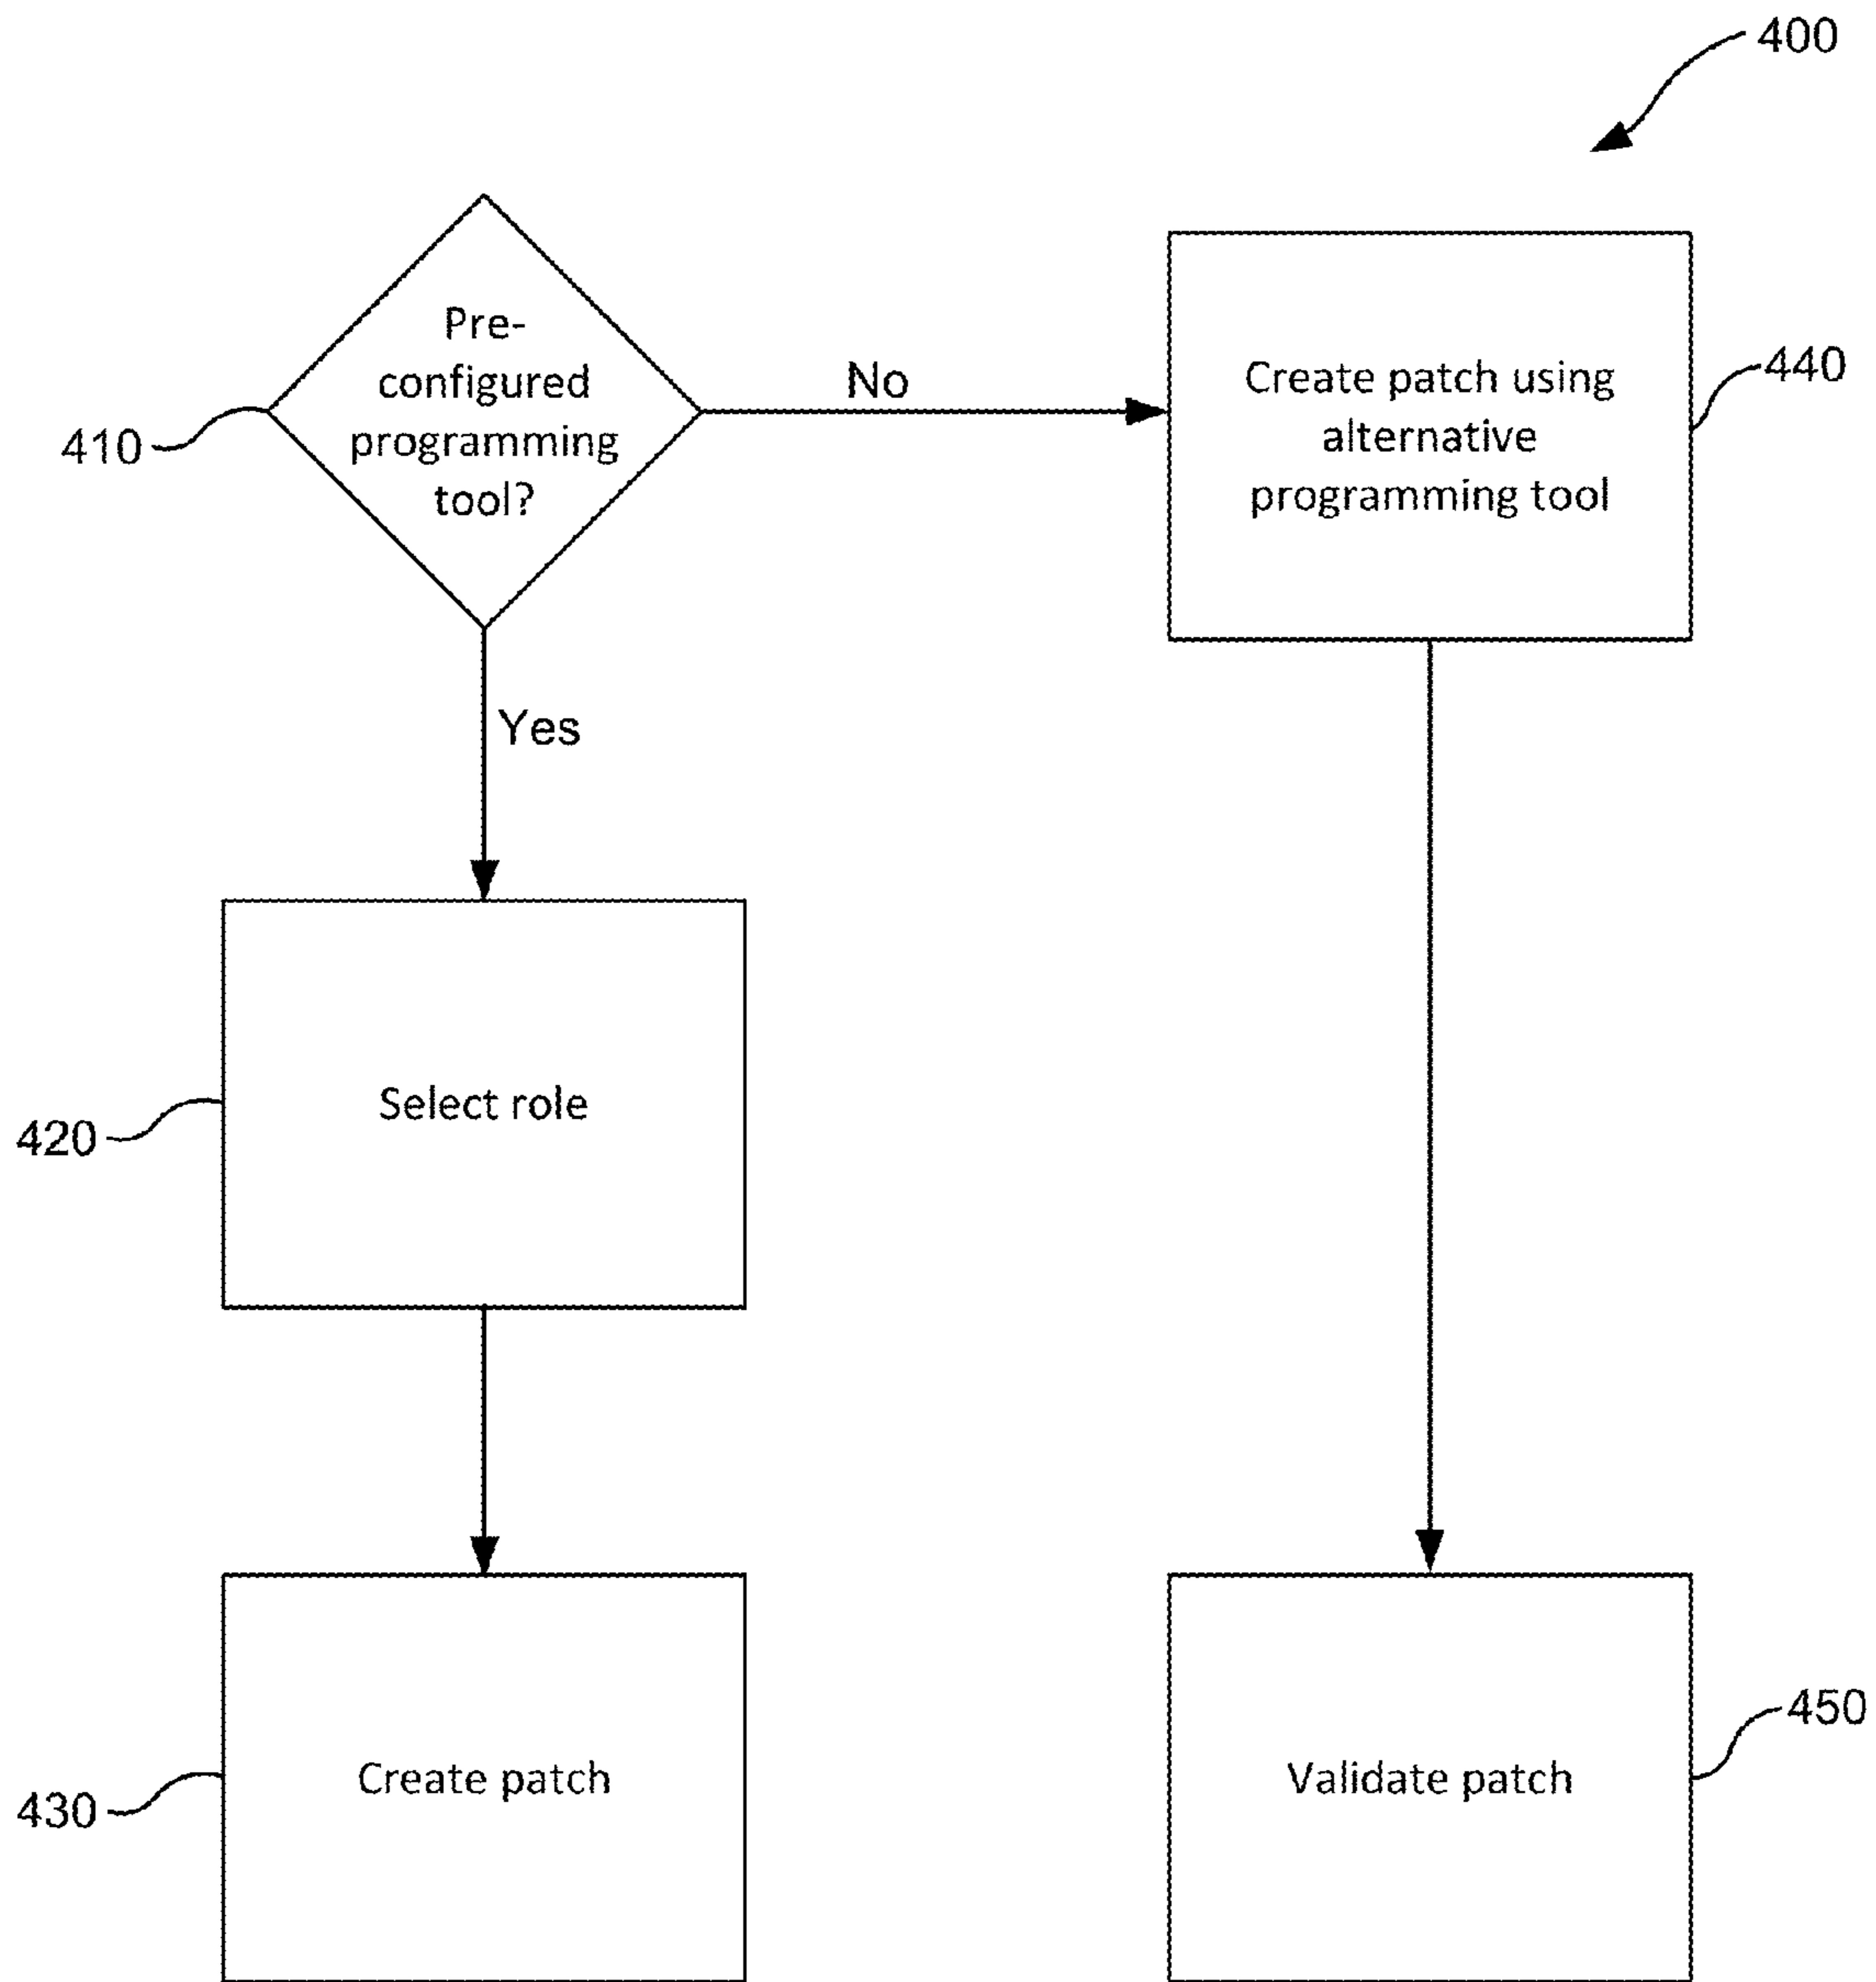 400
Pre-
configured
programming
tool?
410
No
Create patch using
alternative
programming tool
440
Yes
Select role
420
Create patch
430
Validate patch
450